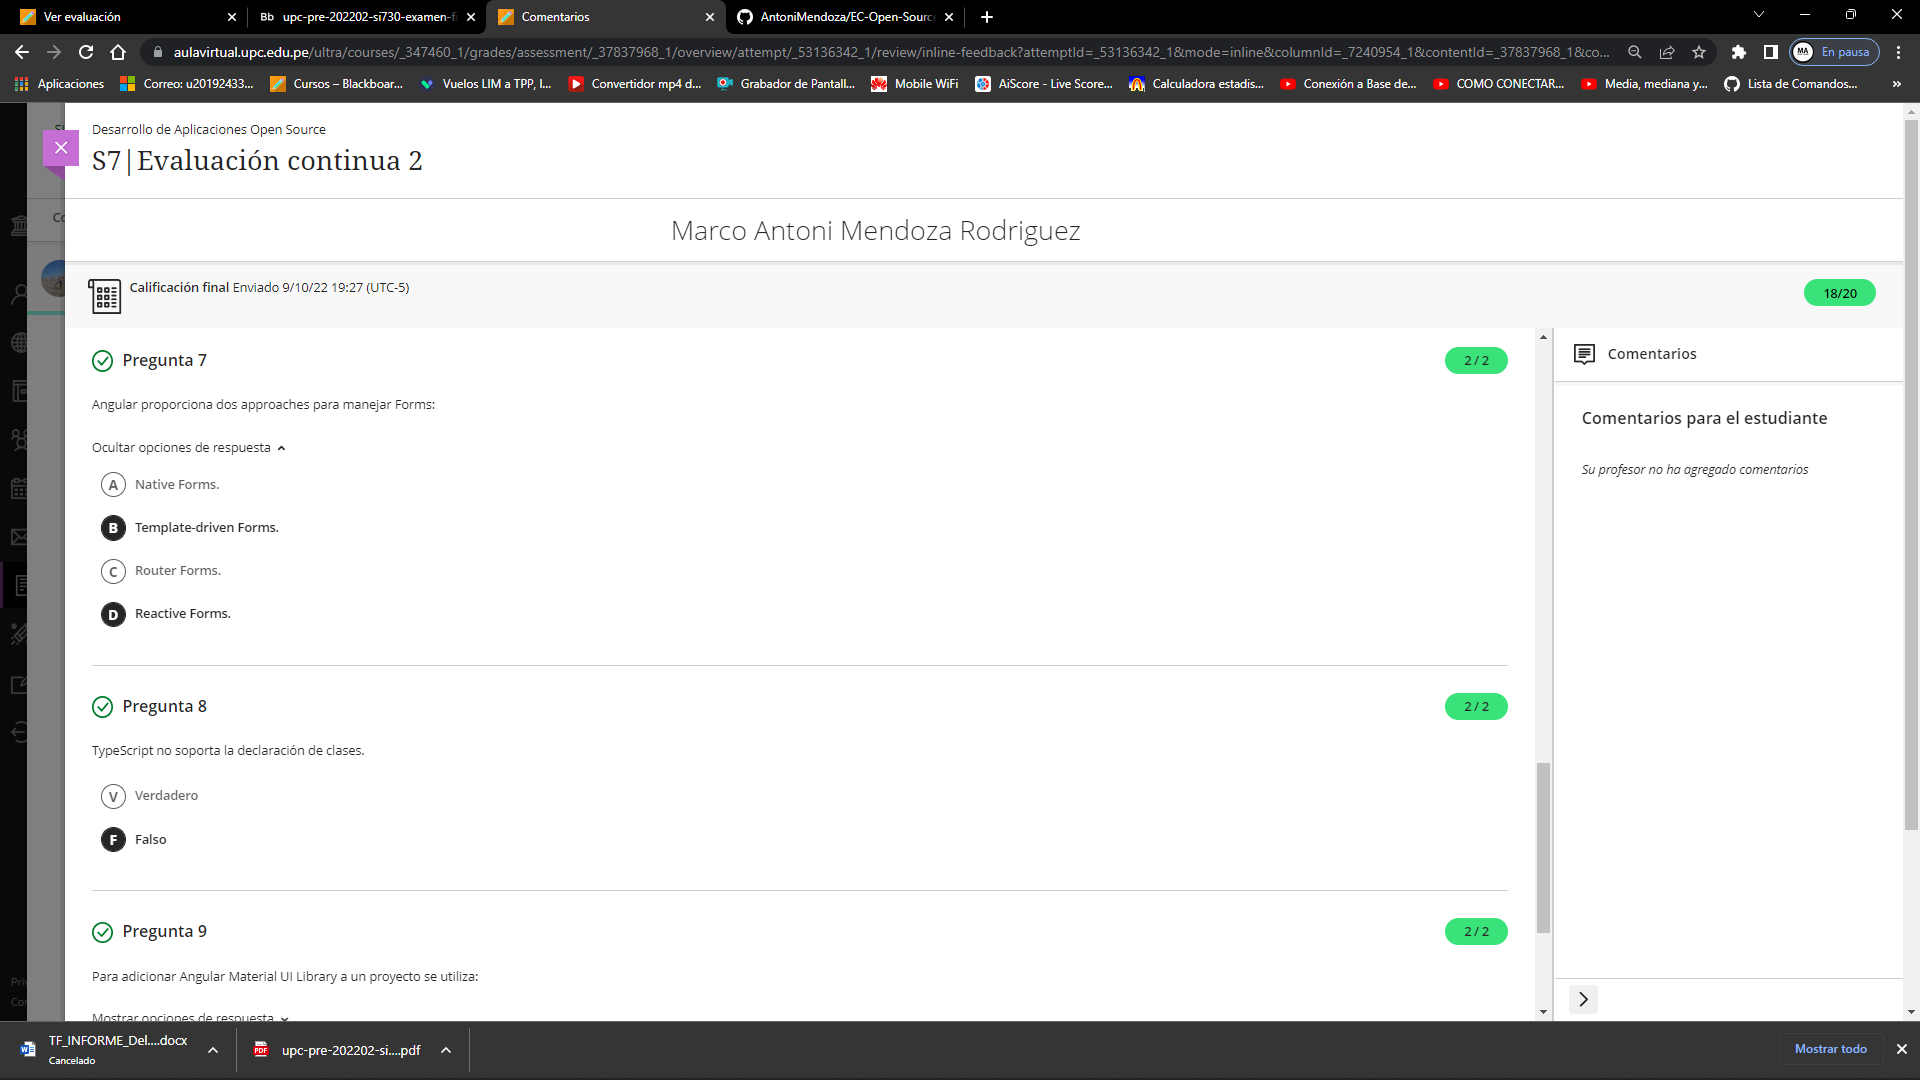 Ver evaluación
upc-pre-202202-si730-examen-fi
Comentarios
AntoniMendoza/EC-Open-Source
aulavirtual.upc.edu.pe/ultra/courses/_347460_1/grades/assessment/_37837968_1/overview/attempt/_53136342_1/review/inline-feedback?attemptId=_53136342_1&mode=inline&columnId=_7240954_1&contentId=_37837968_1&co...
MA
En pausa
Aplicaciones
Correo: u20192433...
Cursos – Blackboar...
Vuelos LIM a TPP, l...
Convertidor mp4 d...
Grabador de Pantall...
Mobile WiFi
AiScore - Live Score...
Calculadora estadis...
Conexión a Base de...
COMO CONECTAR...
Media, mediana y...
Lista de Comandos...
»
Desarrollo de Aplicaciones Open Source
S7|Evaluación continua 2
Marco Antoni Mendoza Rodriguez
Calificación final Enviado 9/10/22 19:27 (UTC-5)
18/20
Pregunta 7
2 / 2
Angular proporciona dos approaches para manejar Forms:
Ocultar opciones de respuesta
A Native Forms.
B Template-driven Forms.
C Router Forms.
D Reactive Forms.
Pregunta 8
2 / 2
TypeScript no soporta la declaración de clases.
V Verdadero
F Falso
Pregunta 9
2 / 2
Para adicionar Angular Material UI Library a un proyecto se utiliza:
Mostrar opciones de respuesta
Comentarios
Comentarios para el estudiante
Su profesor no ha agregado comentarios
TF_INFORME_Del....docx
Cancelado
upc-pre-202202-si....pdf
Mostrar todo